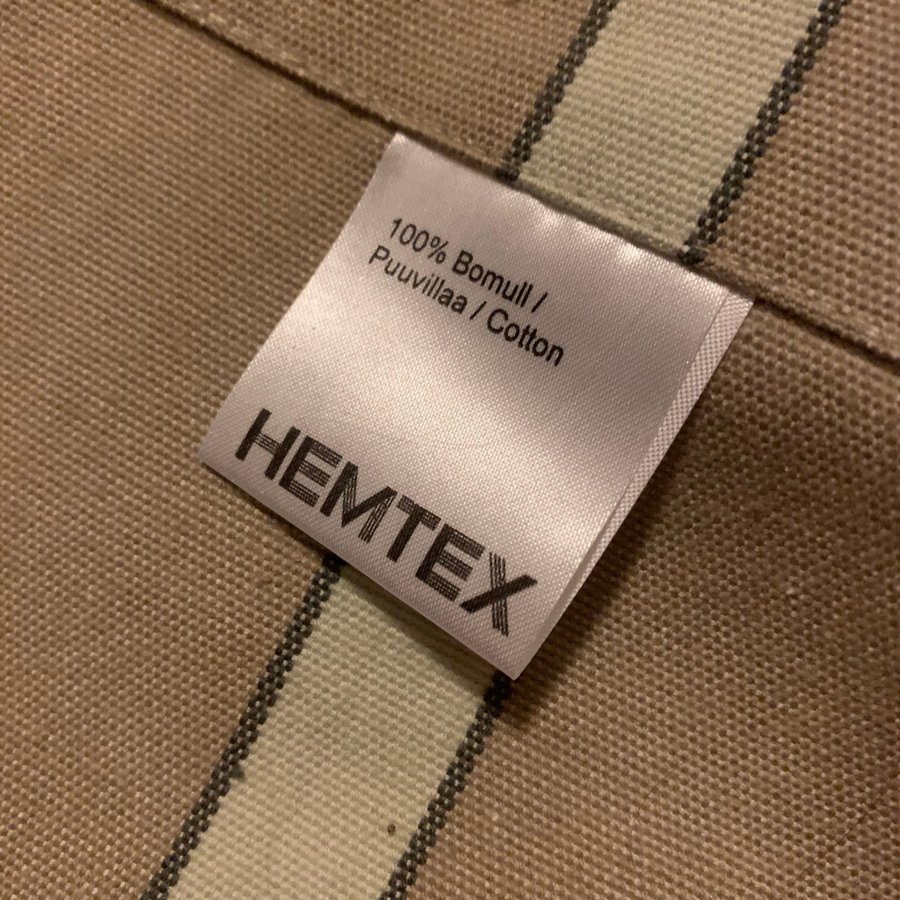 100% Bomull /
Puuvillaa / Cotton
HEMTEX